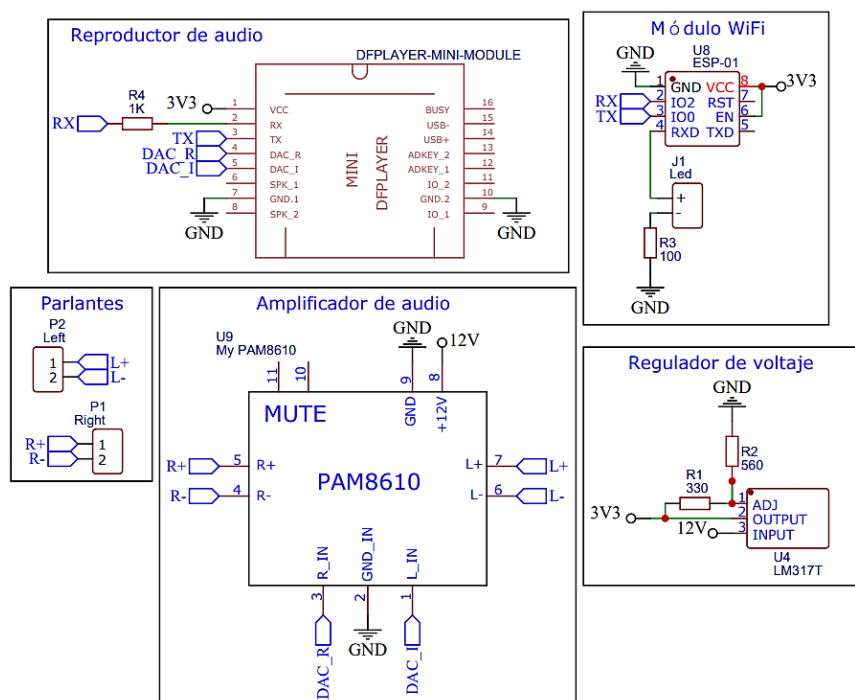 Reproductor de audio
DFPLAYER-MINI-MODULE
R4
1K
3V3
RX
TX
DAC_R
DAC_I
1 VCC
2 RX
3 TX
4 DAC_R
5 DAC_I
6 SPK_1
7 GND.1
8 SPK_2
MINI
DFPLAYER
BUSY 16
USB- 15
USB+ 14
ADKEY_2 13
ADKEY_1 12
IO_2 11
GND.2 10
IO_1 9
GND
GND
Mó dulo WiFi
U8
ESP-01
GND
3V3
RX
TX
1 GND
2 IO2
3 IO0
4 RXD
VCC 8
RST 7
EN 6
TXD 5
J1
Led
+
-
R3
100
GND
Parlantes
P2
Left
1 L+
2 L-
P1
Right
R+ 1
R- 2
Amplificador de audio
U9
My PAM8610
GND
12V
11
10
9
8
MUTE
GND
+12V
R+ 5 R+
R- 4 R-
PAM8610
L+ 7 L+
L- 6 L-
R_IN
GND_IN
L_IN
3
2
1
DAC_R
GND
DAC_I
Regulador de voltaje
GND
R2
560
R1
330
3V3
12V
1 ADJ
2 OUTPUT
3 INPUT
U4
LM317T